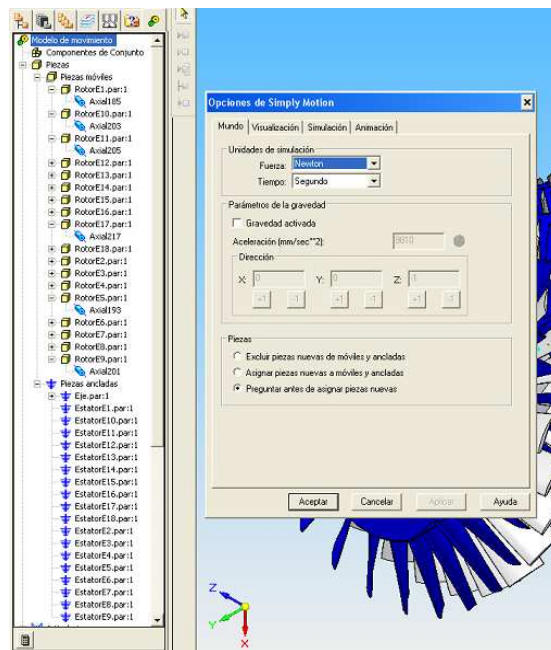 Modelo de movimiento
Componentes de Conjunto
Piezas
Piezas móviles
RotorE1.par:1
Axial185
RotorE10.par:1
Axial203
RotorE11.par:1
Axial205
RotorE12.par:1
RotorE13.par:1
RotorE14.par:1
RotorE15.par:1
RotorE16.par:1
RotorE17.par:1
Axial217
RotorE18.par:1
RotorE2.par:1
RotorE3.par:1
RotorE4.par:1
RotorE5.par:1
Axial193
RotorE6.par:1
RotorE7.par:1
RotorE8.par:1
RotorE9.par:1
Axial201
Piezas ancladas
Eje.par:1
EstatorE1.par:1
EstatorE10.par:1
EstatorE11.par:1
EstatorE12.par:1
EstatorE13.par:1
EstatorE14.par:1
EstatorE15.par:1
EstatorE16.par:1
EstatorE17.par:1
EstatorE18.par:1
EstatorE2.par:1
EstatorE3.par:1
EstatorE4.par:1
EstatorE5.par:1
EstatorE6.par:1
EstatorE7.par:1
EstatorE8.par:1
EstatorE9.par:1
Opciones de Simply Motion
Mundo Visualización Simulación Animación
Unidades de simulación
Fuerza: Newton
Tiempo: Segundo
Parámetros de la gravedad
Gravedad activada
Aceleración (mm/sec**2): 9810
Dirección
X: 0 Y: 0 Z: -1
+1 -1 +1 -1 +1 -1
Piezas
Excluir piezas nuevas de móviles y ancladas
Asignar piezas nuevas a móviles y ancladas
Preguntar antes de asignar piezas nuevas
Aceptar Cancelar Aplicar Ayuda
Z
Y
X